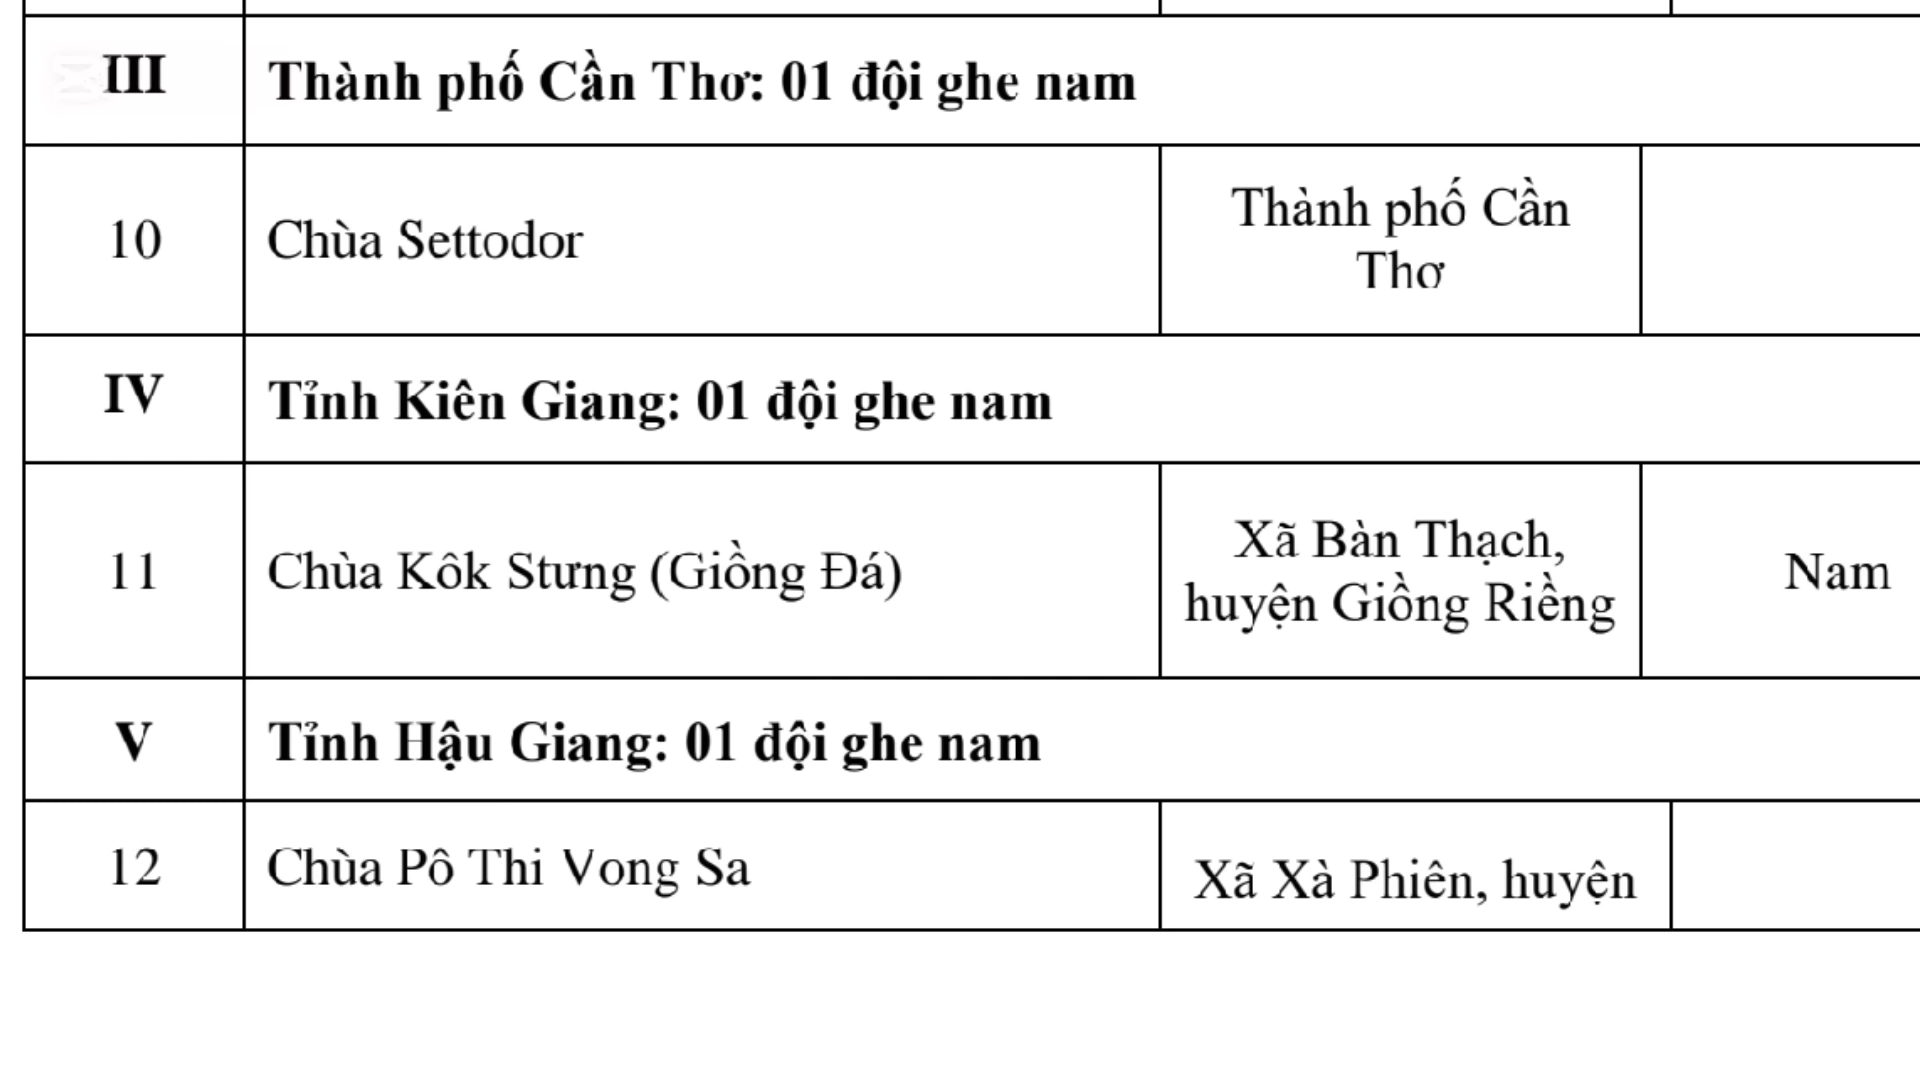 III Thành phố Cần Thơ: 01 đội ghe nam
10 Chùa Settodor Thành phố Cần
Thơ
IV Tỉnh Kiên Giang: 01 đội ghe nam
11 Chùa Kôk Stưng (Giồng Đá) Xã Bàn Thạch,
huyện Giồng Riềng Nam
V Tỉnh Hậu Giang: 01 đội ghe nam
12 Chùa Pô Thi Vong Sa Xã Xà Phiên, huyện